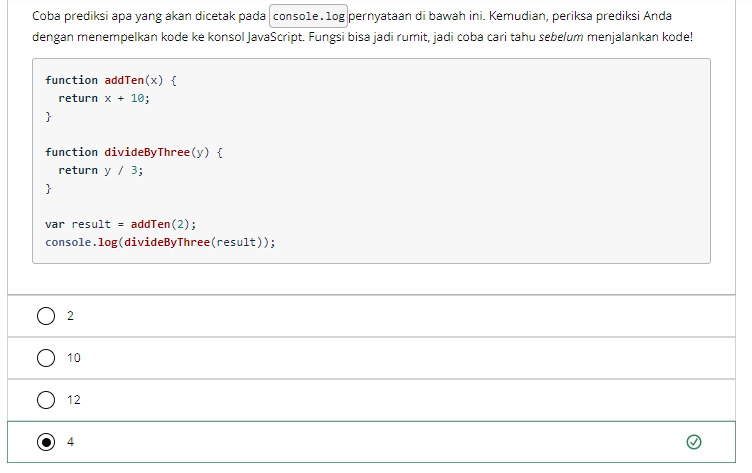 Coba prediksi apa yang akan dicetak pada console.log pernyataan di bawah ini. Kemudian, periksa prediksi Anda
dengan menempelkan kode ke konsol JavaScript. Fungsi bisa jadi rumit, jadi coba cari tahu sebelum menjalankan kode!
function addTen(x) {
  return x + 10;
}
function divideByThree(y) {
  return y / 3;
}
var result = addTen(2);
console.log(divideByThree(result));
2
10
12
4